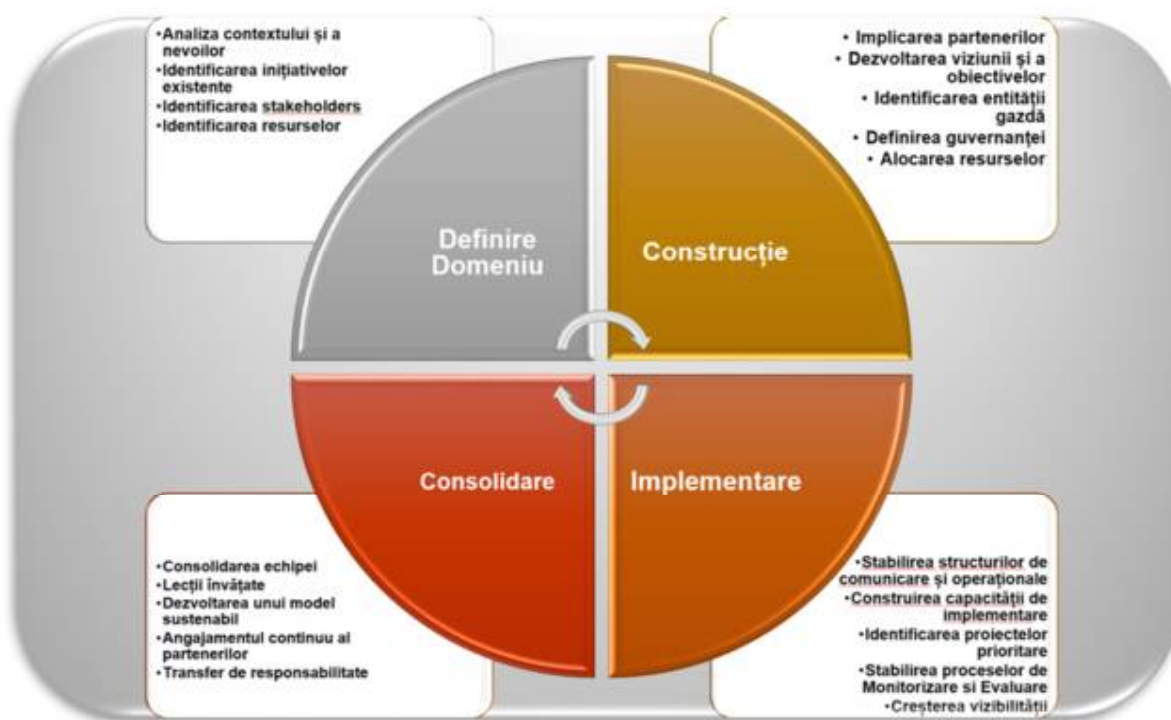 •Analiza contextului și a
nevoilor
•Identificarea inițiativelor
existente
•Identificarea stakeholders
•Identificarea resurselor
• Implicarea partenerilor
• Dezvoltarea viziunii și a
obiectivelor
• Identificarea entității
gazdă
• Definirea guvernanței
• Alocarea resurselor
Definire
Domeniu
Construcție
Consolidare
Implementare
•Consolidarea echipei
•Lecții învățate
•Dezvoltarea unui model
sustenabil
•Angajamentul continuu al
partenerilor
•Transfer de responsabilitate
•Stabilirea structurilor de
comunicare și operaționale
•Construirea capacității de
implementare
•Identificarea proiectelor
prioritare
•Stabilirea proceselor de
Monitorizare si Evaluare
•Creșterea vizibilității